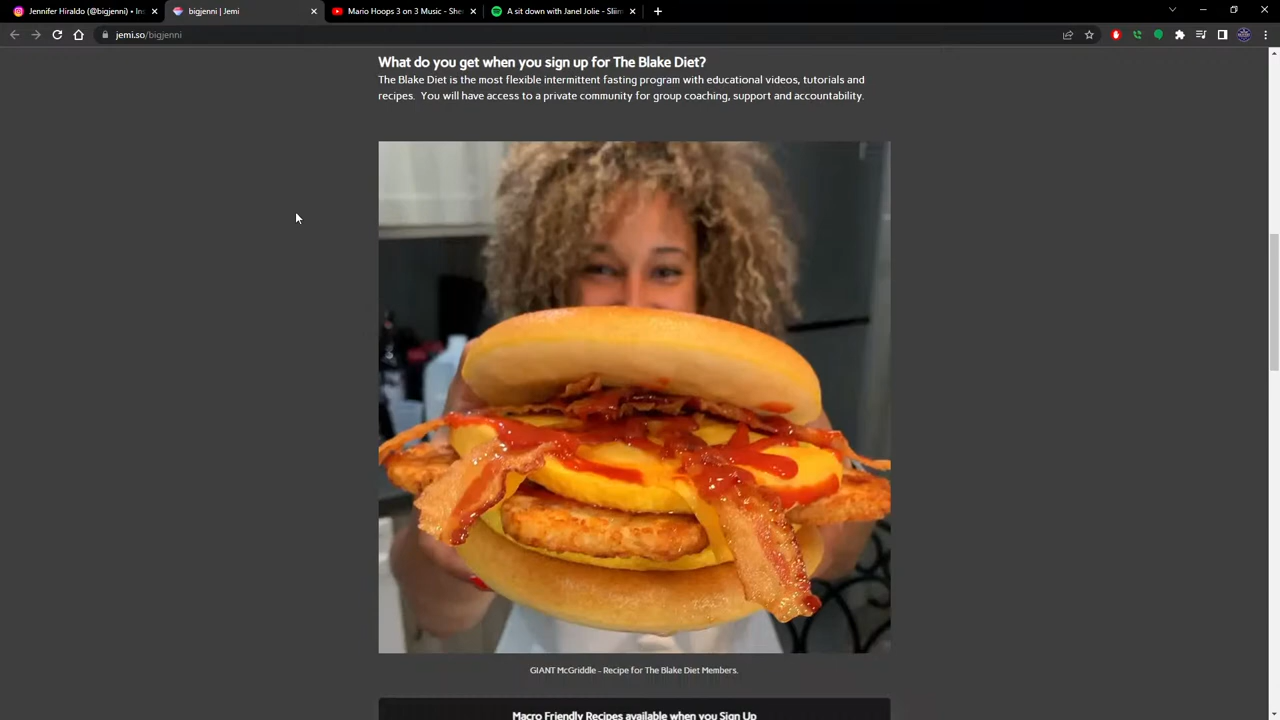 Jennifer Hiraldo (@bigjenni) • In
bigjenni | Jemi
Mario Hoops 3 on 3 Music - She
A sit down with Janel Jolie - Sliim
jemi.so/bigjenni
What do you get when you sign up for The Blake Diet?
The Blake Diet is the most flexible intermittent fasting program with educational videos, tutorials and
recipes. You will have access to a private community for group coaching, support and accountability.
GIANT McGriddle - Recipe for The Blake Diet Members.
Macro Friendly Recipes available when you Sign Up